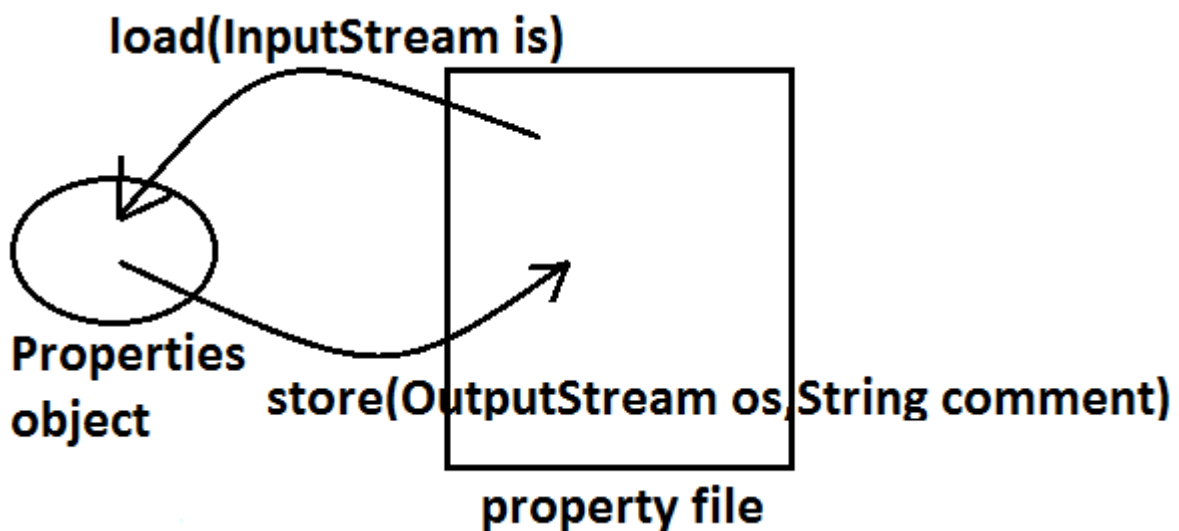 load(InputStream is)
Properties
object
store(OutputStream os,String comment)
property file